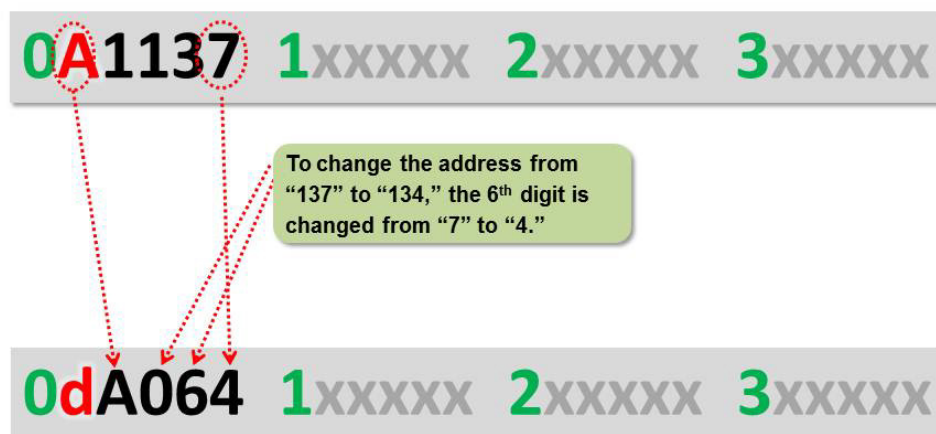 0A1137 1xxxxx 2xxxxx 3xxxxx
To change the address from
“137” to “134,” the 6th digit is
changed from “7” to “4.”
0dA064 1xxxxx 2xxxxx 3xxxxx